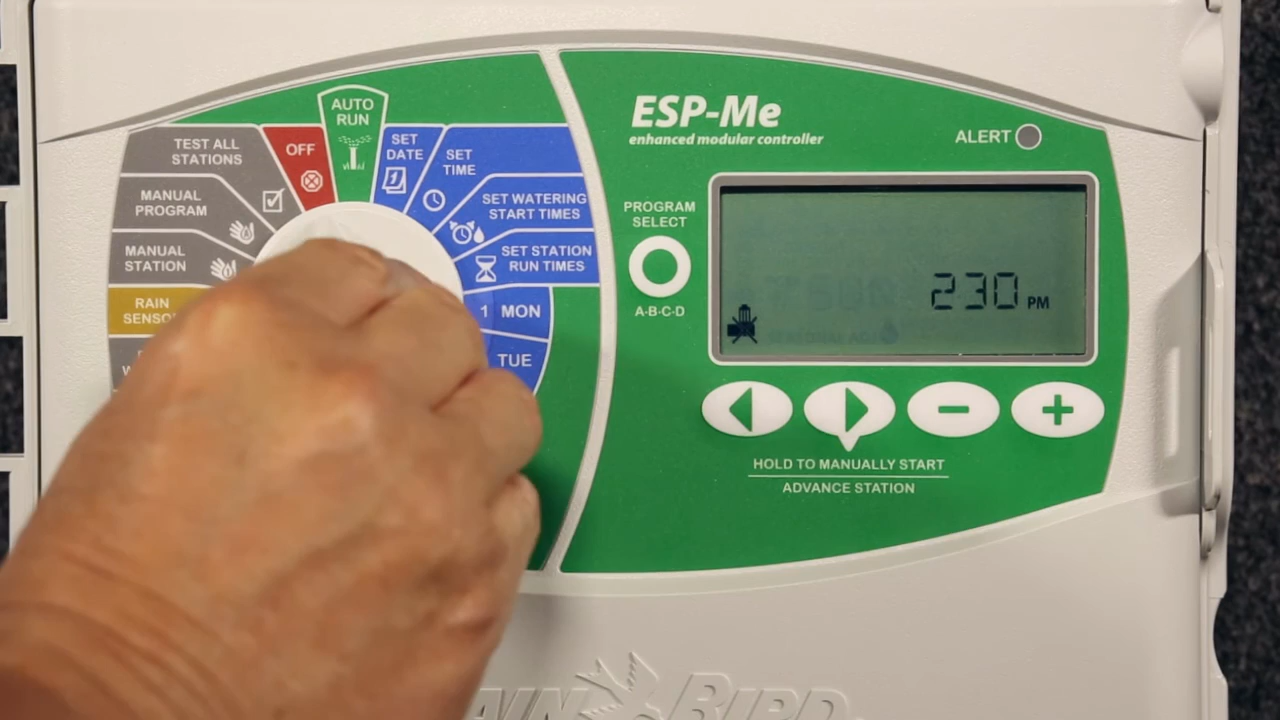 AUTO
RUN
OFF
TEST ALL
STATIONS
MANUAL
PROGRAM
MANUAL
STATION
RAIN
SET
DATE
1
SET
TIME
SET WATERING
START TIMES
SET STATION
RUN TIMES
1 MON
TUE
ESP-Me
enhanced modular controller
ALERT
PROGRAM
SELECT
A-B-C-D
230 PM
HOLD TO MANUALLY START
ADVANCE STATION
BIRD